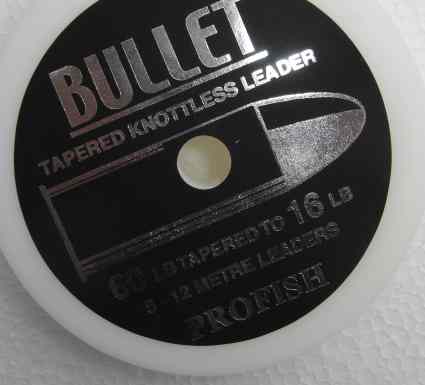 BULLET
TAPERED KNOTTLESS LEADER
60 LB TAPERED TO 16 LB
5 - 12 METRE LEADERS
PROFISH